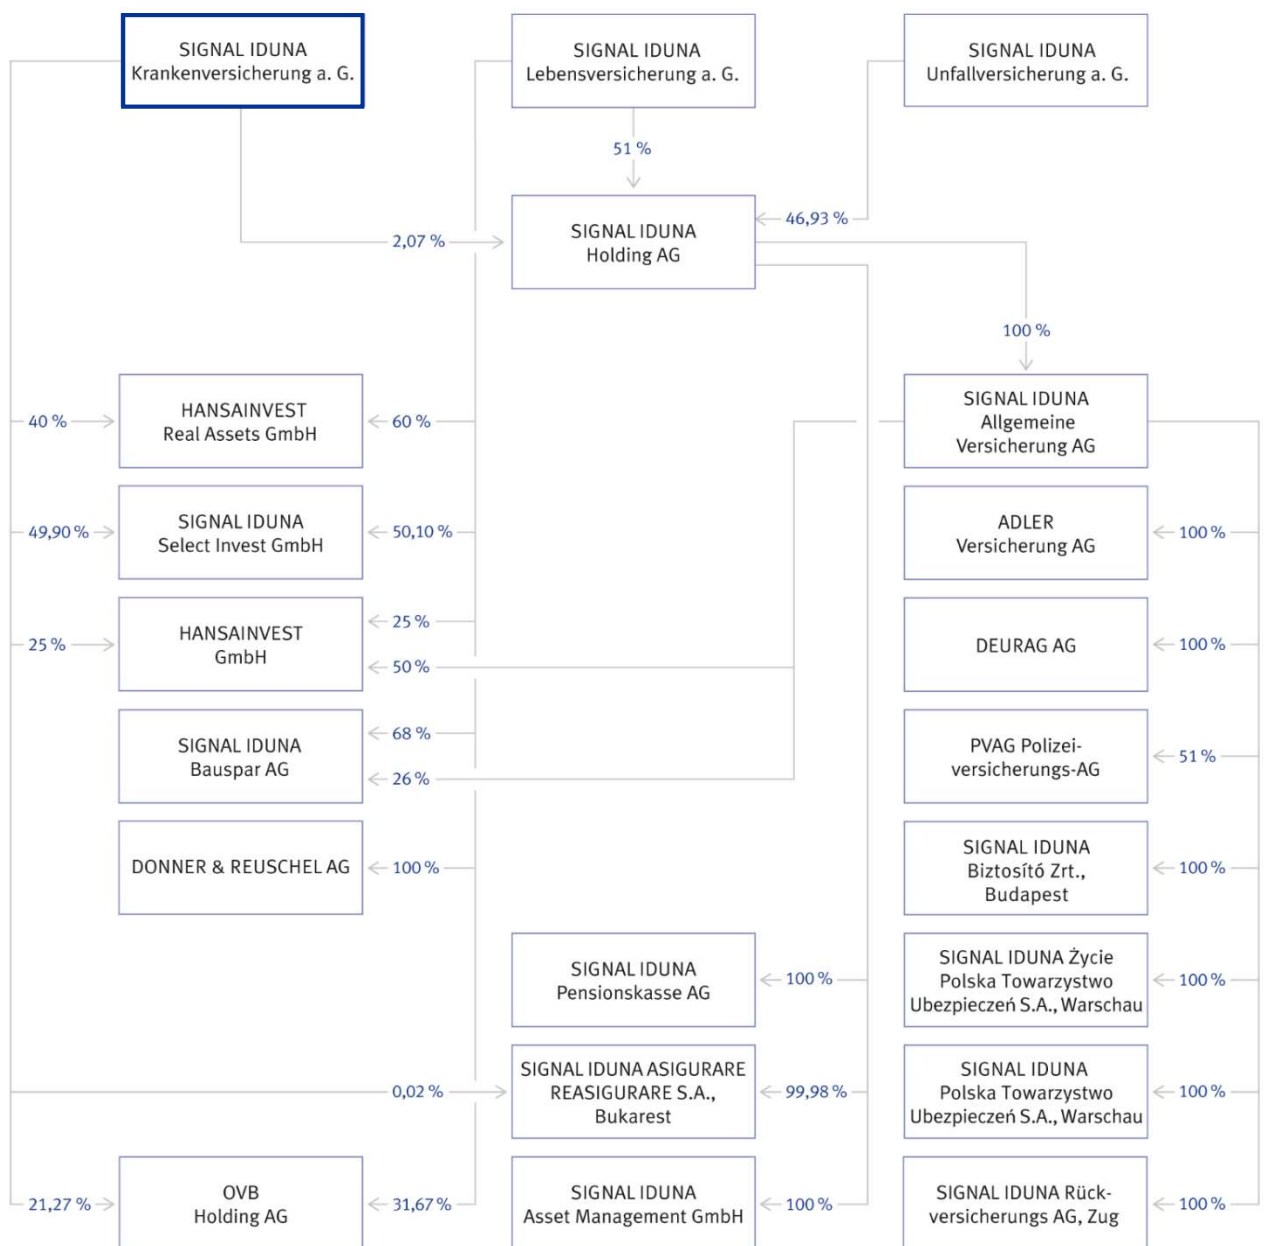 SIGNAL IDUNA
Krankenversicherung a. G.
SIGNAL IDUNA
Lebensversicherung a. G.
SIGNAL IDUNA
Unfallversicherung a. G.
51 %
46,93 %
SIGNAL IDUNA
Holding AG
2,07 %
100 %
40 %
HANSAINVEST
Real Assets GmbH
60 %
SIGNAL IDUNA
Allgemeine
Versicherung AG
49,90 %
SIGNAL IDUNA
Select Invest GmbH
50,10 %
ADLER
Versicherung AG
100 %
25 %
HANSAINVEST
GmbH
25 %
50 %
DEURAG AG
100 %
SIGNAL IDUNA
Bauspar AG
68 %
26 %
PVAG Polizei-
versicherungs-AG
51 %
DONNER & REUSCHEL AG
100 %
SIGNAL IDUNA
Biztosító Zrt.,
Budapest
100 %
SIGNAL IDUNA
Pensionskasse AG
100 %
SIGNAL IDUNA Życie
Polska Towarzystwo
Ubezpieczeń S.A., Warschau
100 %
0,02 %
SIGNAL IDUNA ASIGURARE
REASIGURARE S.A.,
Bukarest
99,98 %
SIGNAL IDUNA
Polska Towarzystwo
Ubezpieczeń S.A., Warschau
100 %
21,27 %
OVB
Holding AG
31,67 %
SIGNAL IDUNA
Asset Management GmbH
100 %
SIGNAL IDUNA Rück-
versicherungs AG, Zug
100 %